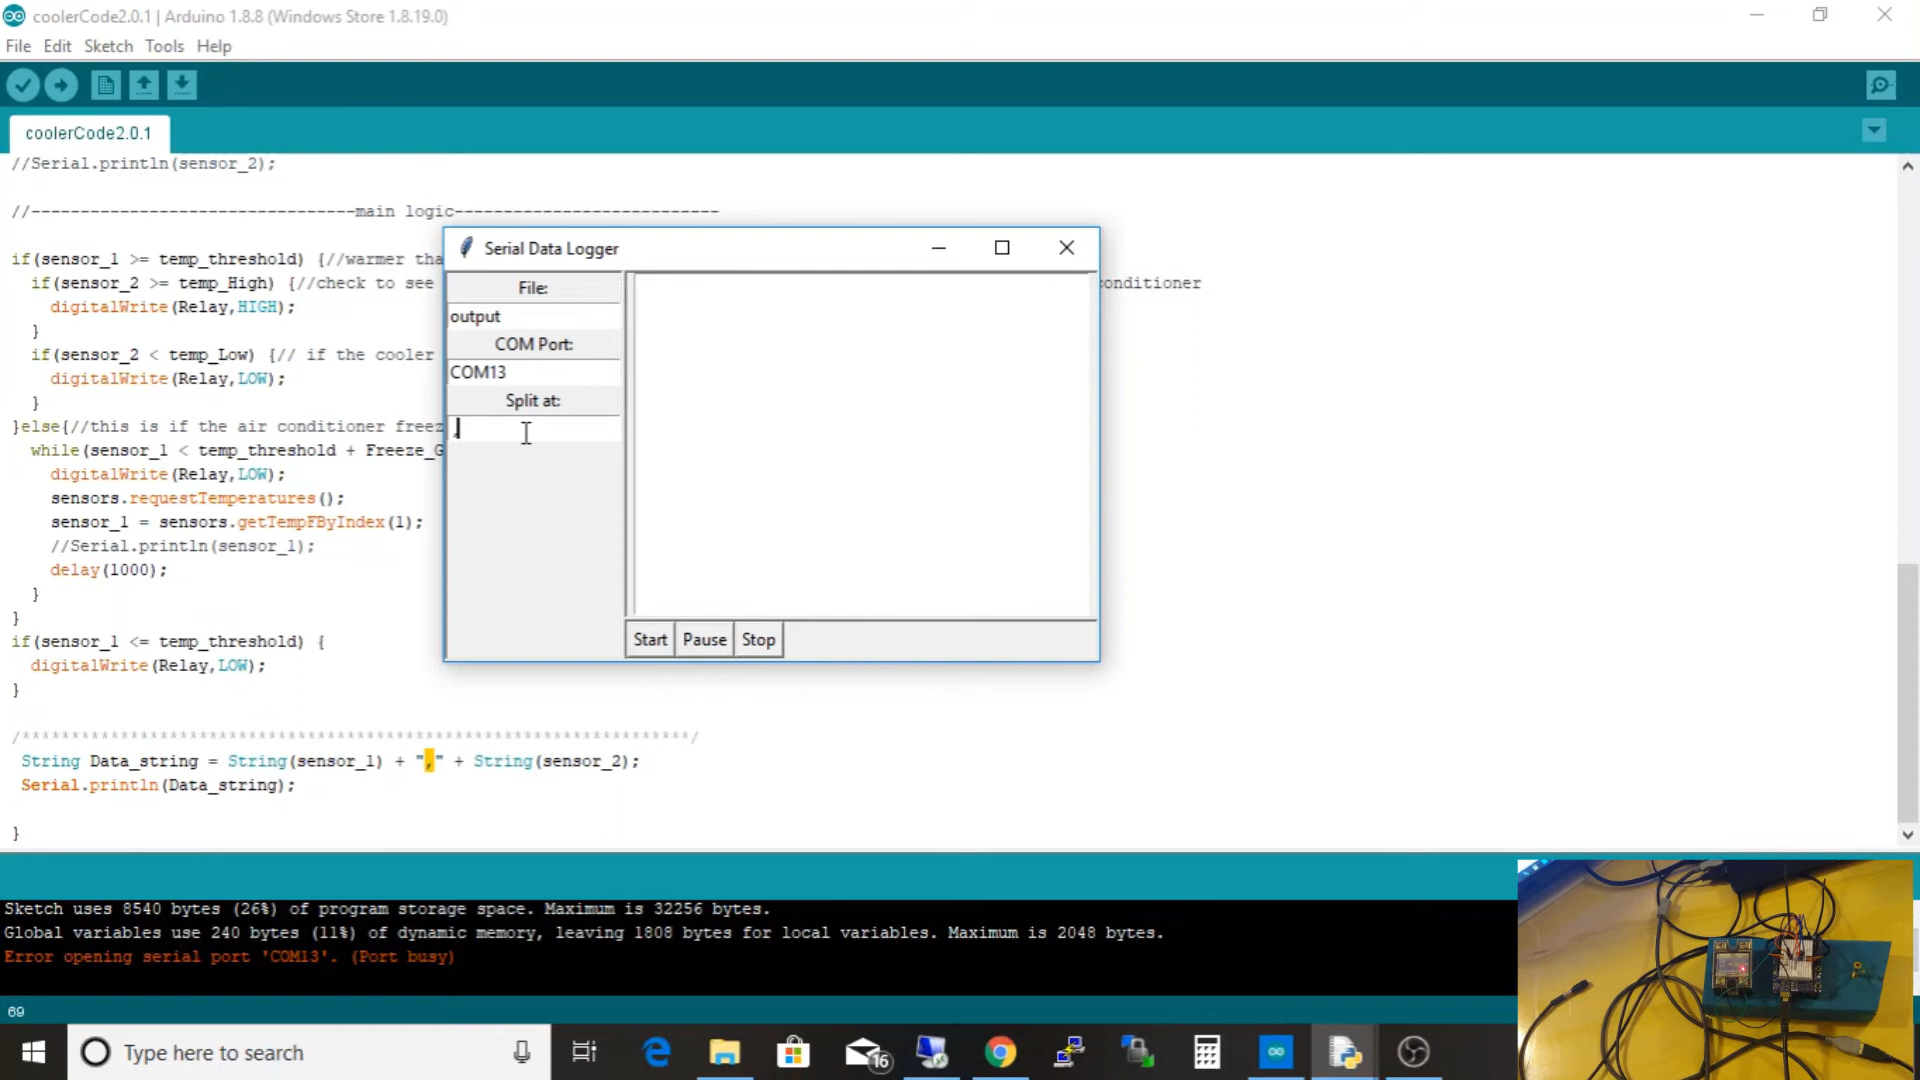 coolerCode2.0.1 | Arduino 1.8.8 (Windows Store 1.8.19.0)
File Edit Sketch Tools Help
coolerCode2.0.1
//Serial.println(sensor_2);
//---------------------------------main logic---------------------------
if(sensor_1 >= temp_threshold) {//warmer tha
if(sensor_2 >= temp_High) {//check to see
onditioner
digitalWrite(Relay,HIGH);
}
if(sensor_2 < temp_Low) {// if the cooler
digitalWrite(Relay,LOW);
}
}else{//this is if the air conditioner freez
while(sensor_1 < temp_threshold + Freeze_G
digitalWrite(Relay,LOW);
sensors.requestTemperatures();
sensor_1 = sensors.getTempFByIndex(1);
//Serial.println(sensor_1);
delay(1000);
}
}
if(sensor_1 <= temp_threshold) {
digitalWrite(Relay,LOW);
}
/********************************************************************/
String Data_string = String(sensor_1) + "," + String(sensor_2);
Serial.println(Data_string);
}
Serial Data Logger
File:
output
COM Port:
COM13
Split at:
,
Start Pause Stop
Sketch uses 8540 bytes (26%) of program storage space. Maximum is 32256 bytes.
Global variables use 240 bytes (11%) of dynamic memory, leaving 1808 bytes for local variables. Maximum is 2048 bytes.
Error opening serial port 'COM13'. (Port busy)
69
Type here to search
16